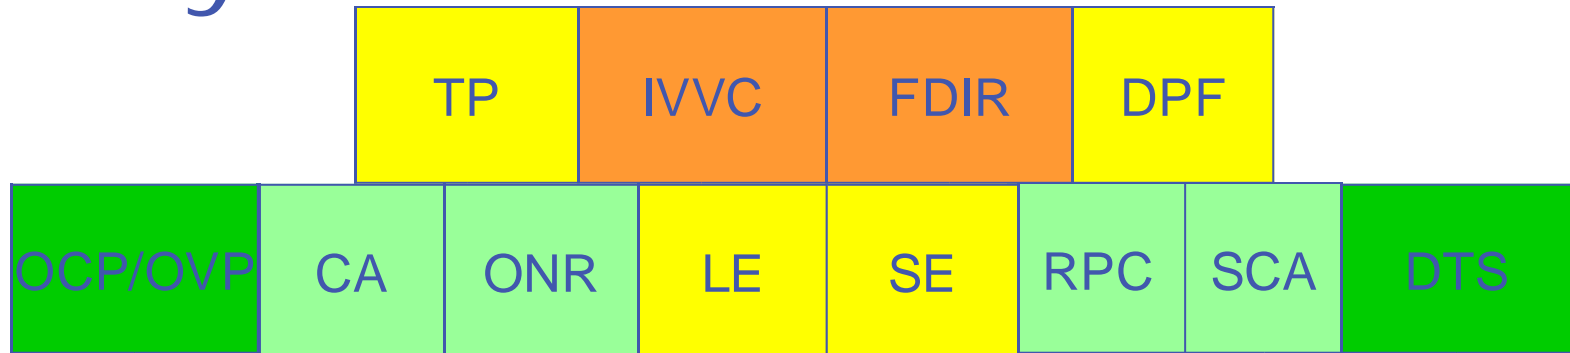 TP IVVC FDIR DPF
OCP/OVP CA ONR LE SE RPC SCA DTS